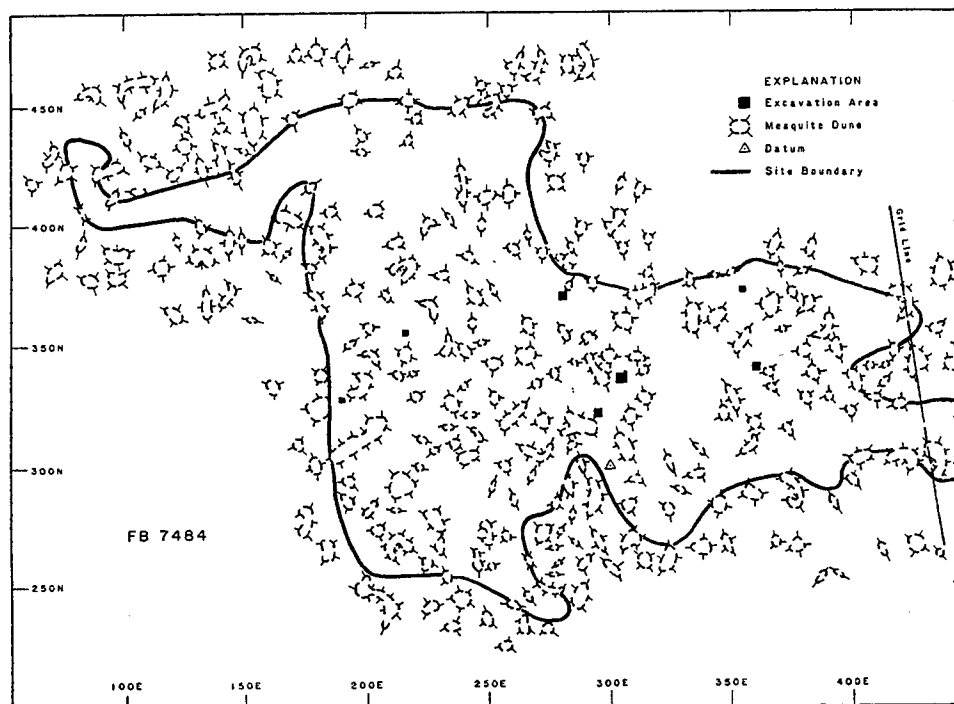 EXPLANATION
Excavation Area
Mesquite Dune
Datum
Site Boundary
Grid Line
450N
400N
350N
300N
250N
FB 7484
100E 150E 200E 250E 300E 350E 400E